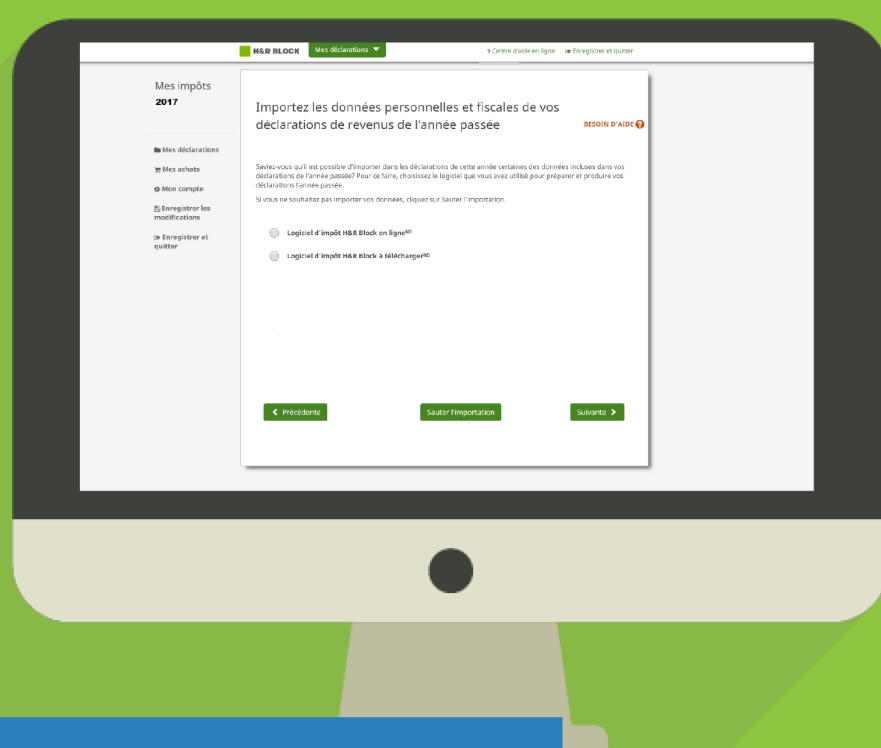 H&R BLOCK
Mes déclarations
? Centre d'aide en ligne
Enregistrer et quitter
Mes impôts
2017
Mes déclarations
Mes achats
Mon compte
Enregistrer les
modifications
Enregistrer et
quitter
Importez les données personnelles et fiscales de vos
déclarations de revenus de l'année passée
BESOIN D'AIDE ?
Saviez-vous qu'il est possible d'importer dans les déclarations de cette année certaines des données incluses dans vos
déclarations de l'année passée? Pour ce faire, choisissez le logiciel que vous avez utilisé pour préparer et produire vos
déclarations l'année passée.
Si vous ne souhaitez pas importer vos données, cliquez sur Sauter l'importation.
Logiciel d'impôt H&R Block en ligneᴹᴰ
Logiciel d'impôt H&R Block à téléchargerᴹᴰ
Précédente
Sauter l'importation
Suivante